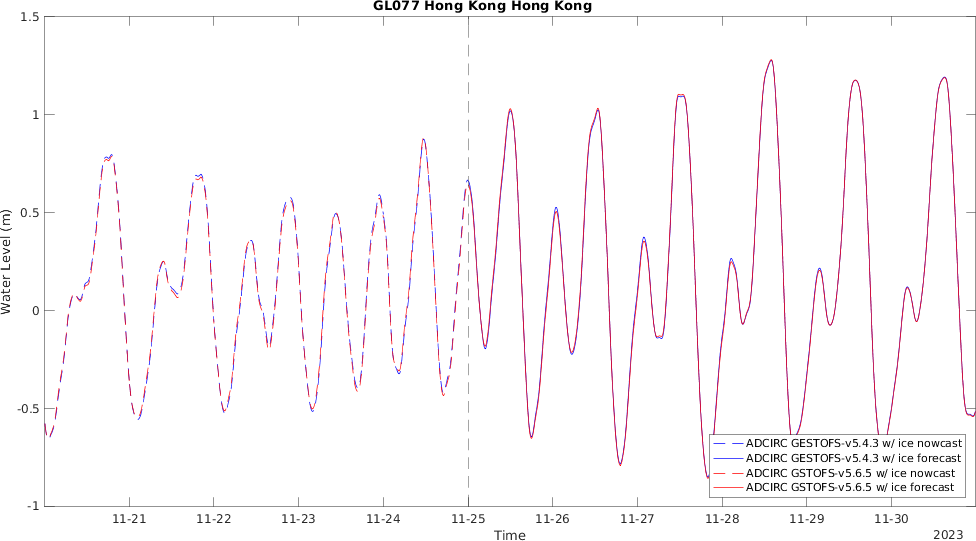 GL077 Hong Kong Hong Kong
1.5
1
0.5
0
-0.5
-1
Water Level (m)
11-21 11-22 11-23 11-24 11-25 11-26 11-27 11-28 11-29 11-30
Time
2023
ADCIRC GESTOFS-v5.4.3 w/ ice nowcast
ADCIRC GESTOFS-v5.4.3 w/ ice forecast
ADCIRC GSTOFS-v5.6.5 w/ ice nowcast
ADCIRC GSTOFS-v5.6.5 w/ ice forecast